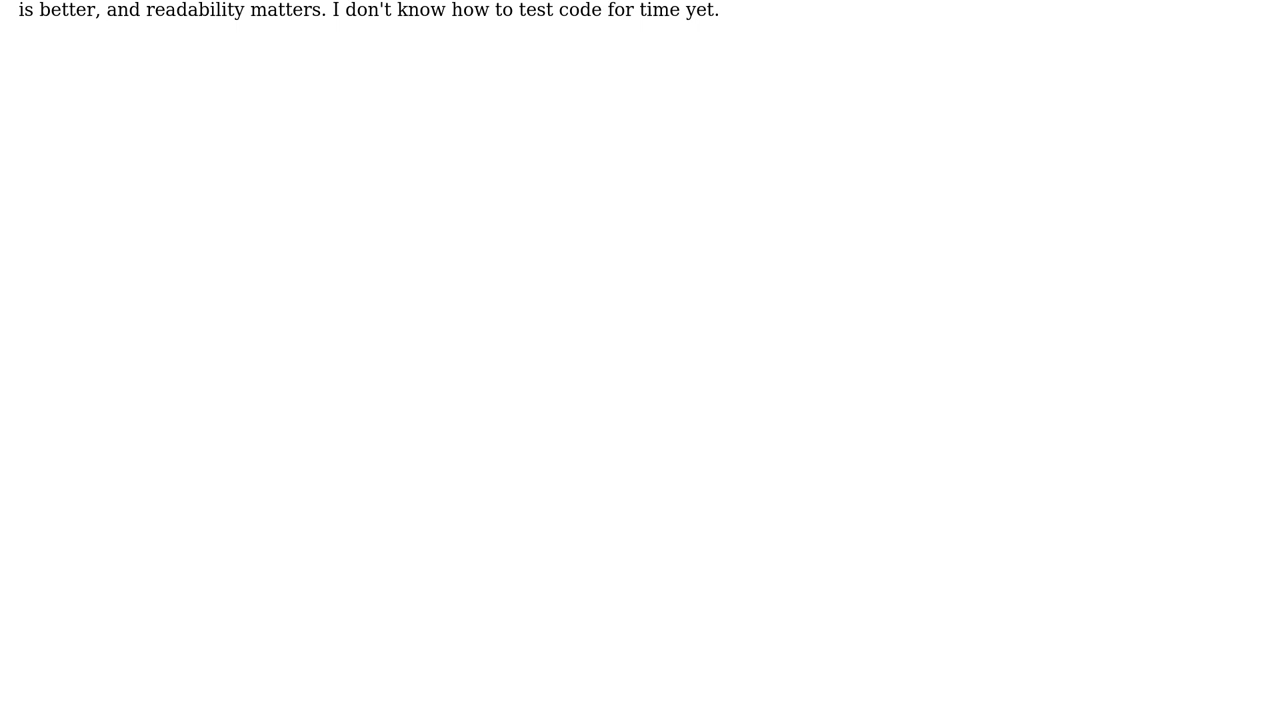 is better, and readability matters. I don't know how to test code for time yet.